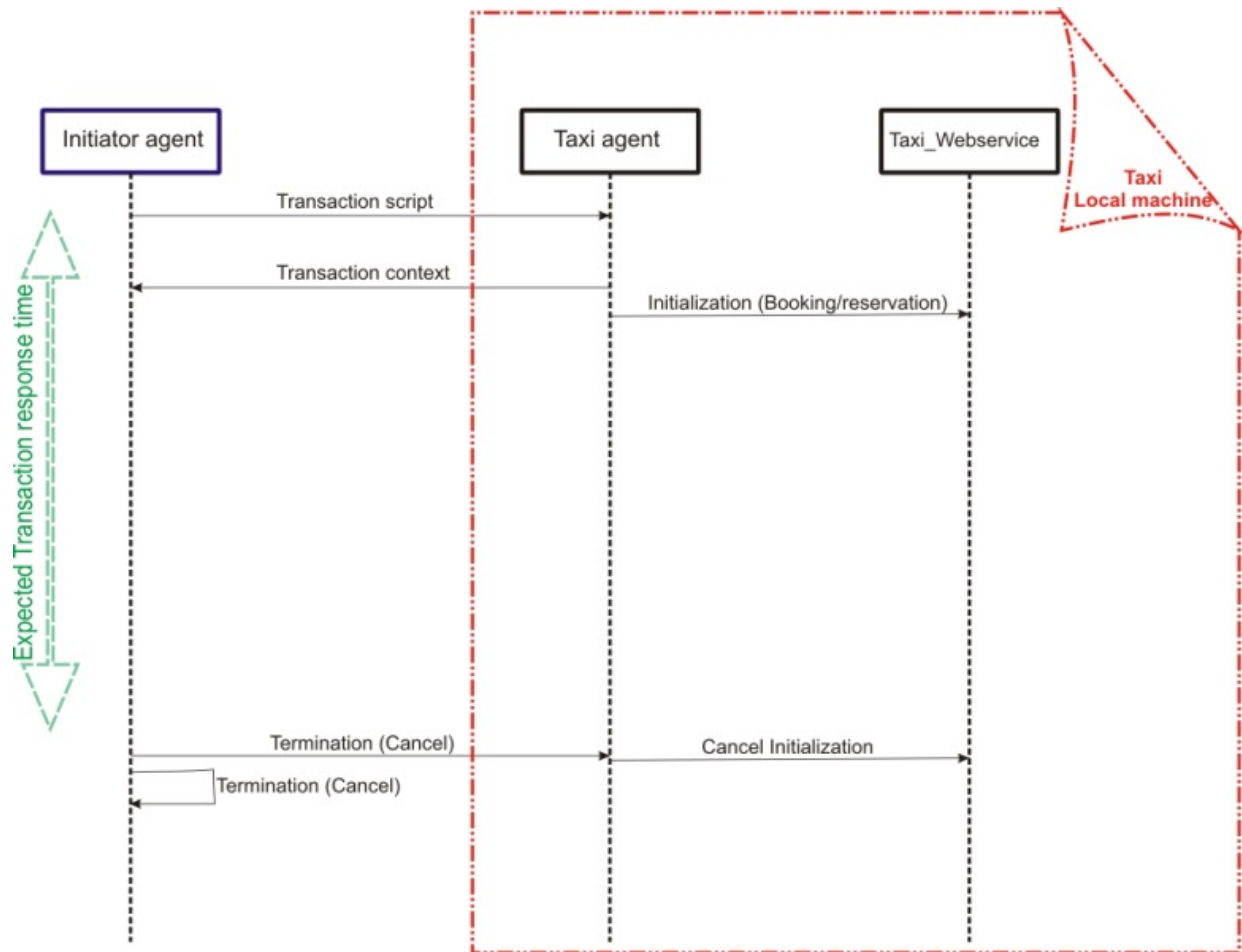 Initiator agent
Taxi agent
Taxi_Webservice
Taxi
Local machine
Transaction script
Transaction context
Initialization (Booking/reservation)
Expected Transaction response time
Termination (Cancel)
Cancel Initialization
Termination (Cancel)